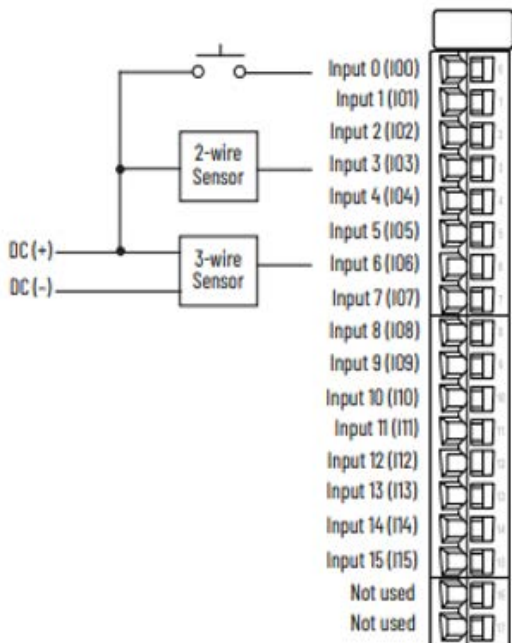 Input 0 (I00)
Input 1 (I01)
Input 2 (I02)
2-wire
Sensor
Input 3 (I03)
Input 4 (I04)
Input 5 (I05)
DC (+)
3-wire
Sensor
Input 6 (I06)
DC (-)
Input 7 (I07)
Input 8 (I08)
Input 9 (I09)
Input 10 (I10)
Input 11 (I11)
Input 12 (I12)
Input 13 (I13)
Input 14 (I14)
Input 15 (I15)
Not used
Not used